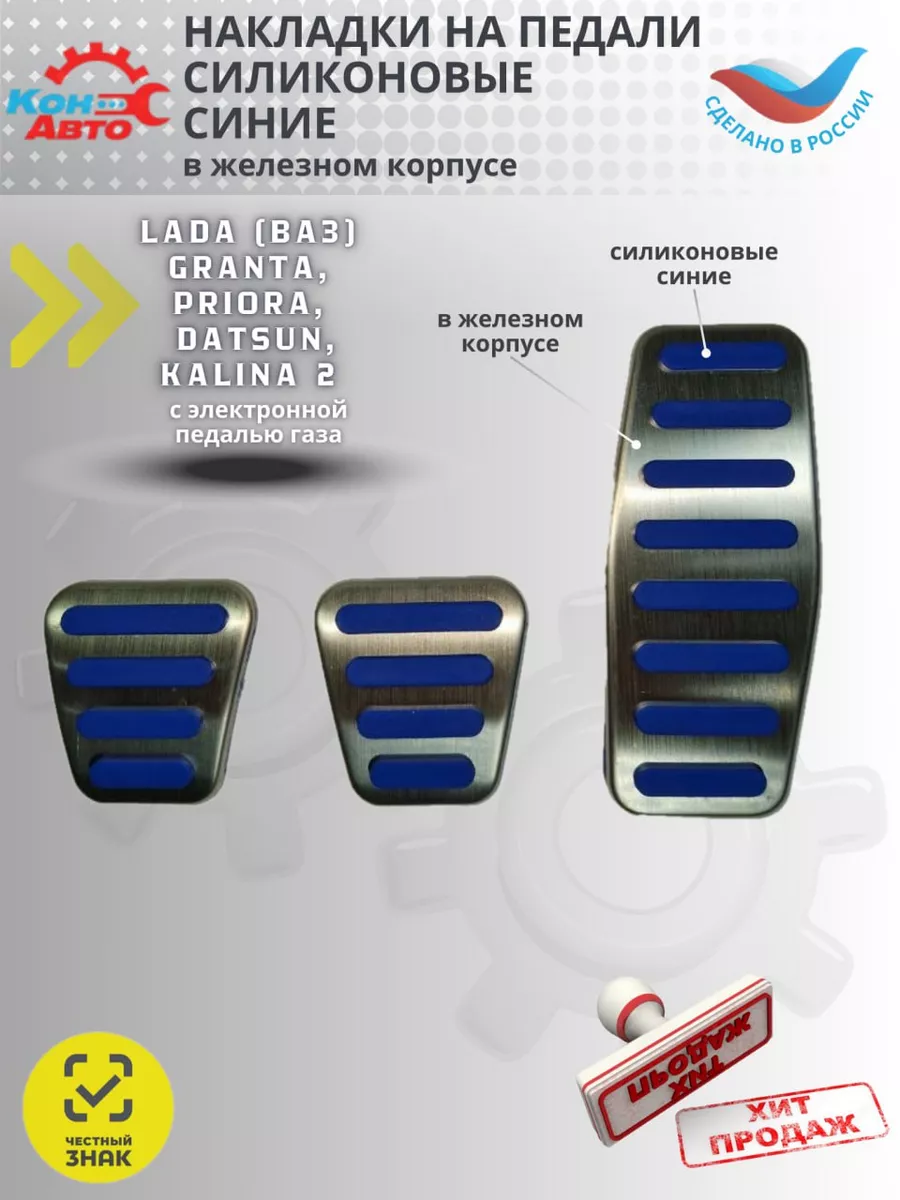 НАКЛАДКИ НА ПЕДАЛИ
СИЛИКОНОВЫЕ
СИНИЕ
в железном корпусе
Кон
Авто
СДЕЛАНО В РОССИИ
LADA (ВАЗ)
GRANTA,
PRIORA,
DATSUN,
KALINA 2
с электронной
педалью газа
силиконовые
синие
в железном
корпусе
ЧЕСТНЫЙ
ЗНАК
ХИТ
ПРОДАЖ
ХИТ
ПРОДАЖ